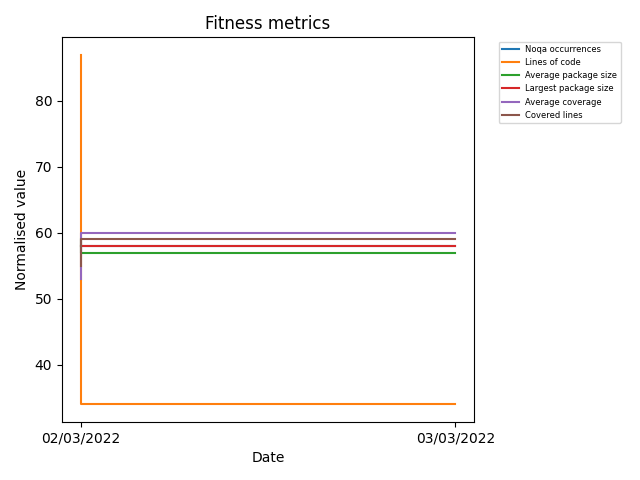 Fitness metrics
Noqa occurrences
Lines of code
Average package size
Largest package size
Average coverage
Covered lines
Normalised value
80
70
60
50
40
02/03/2022
03/03/2022
Date